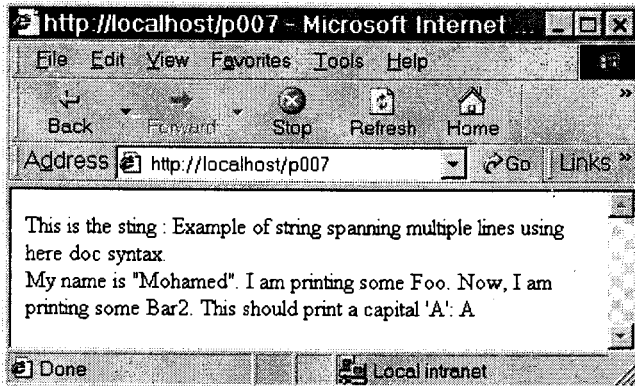 http://localhost/p007 - Microsoft Internet ...
File Edit View Favorites Tools Help
Back Forward Stop Refresh Home »
Address http://localhost/p007 Go Links »
This is the sting : Example of string spanning multiple lines using
here doc syntax.
My name is "Mohamed". I am printing some Foo. Now, I am
printing some Bar2. This should print a capital 'A': A
Done Local intranet